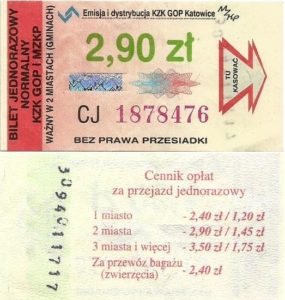 BILET JEDNORAZOWY
NORMALNY
KZK GOP i MZKP
WAŻNY W 2 MIASTACH (GMINACH)
Emisja i dystrybucja KZK GOP Katowice
2,90 zł
CJ 1878476
BEZ PRAWA PRZESIADKI
TU
KASOWAĆ
Cennik opłat
za przejazd jednorazowy
1 miasto - 2,40 zł / 1,20 zł
2 miasta - 2,90 zł / 1,45 zł
3 miasta i więcej - 3,50 zł / 1,75 zł
Za przewóz bagażu
(zwierzęcia) - 2,40 zł